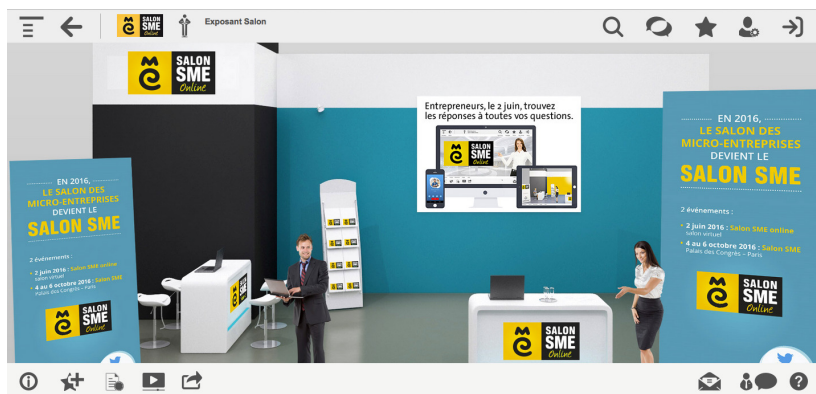 SALON
SME
Online
Exposant Salon
SALON
SME
Online
Entrepreneurs, le 2 juin, trouvez
les réponses à toutes vos questions.
SALON
SME
EN 2016,
LE SALON DES
MICRO-ENTREPRISES
DEVIENT LE
SALON SME
2 événements :
• 2 juin 2016 : Salon SME online
salon virtuel
• 4 au 6 octobre 2016 : Salon SME
Palais des Congrès – Paris
SALON
SME
Online
EN 2016,
LE SALON DES
MICRO-ENTREPRISES
DEVIENT LE
SALON SME
2 événements :
• 2 juin 2016 : Salon SME online
salon virtuel
• 4 au 6 octobre 2016 : Salon SME
Palais des Congrès – Paris
SALON
SME
Online
SALON
SME
SALON
SME
Online